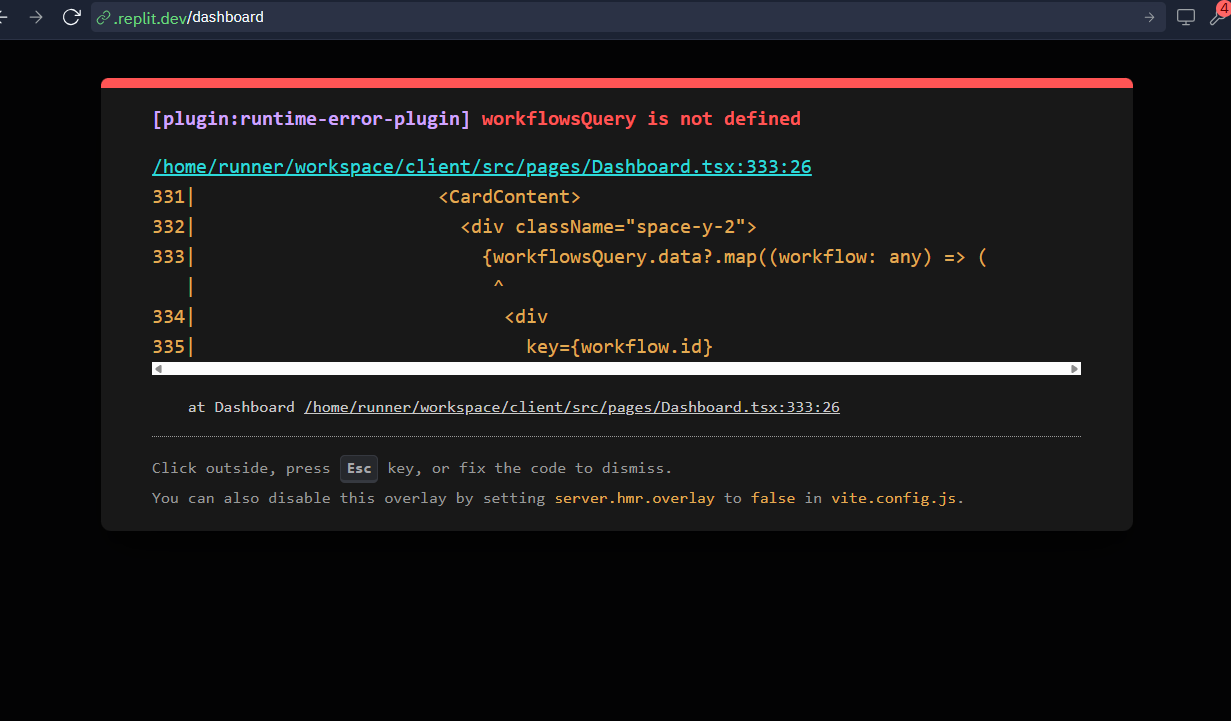 .replit.dev/dashboard
4
[plugin:runtime-error-plugin] workflowsQuery is not defined
/home/runner/workspace/client/src/pages/Dashboard.tsx:333:26
331|                      <CardContent>
332|                        <div className="space-y-2">
333|                          {workflowsQuery.data?.map((workflow: any) => (
   |                           ^
334|                            <div
335|                              key={workflow.id}
at Dashboard /home/runner/workspace/client/src/pages/Dashboard.tsx:333:26
Click outside, press Esc key, or fix the code to dismiss.
You can also disable this overlay by setting server.hmr.overlay to false in vite.config.js.